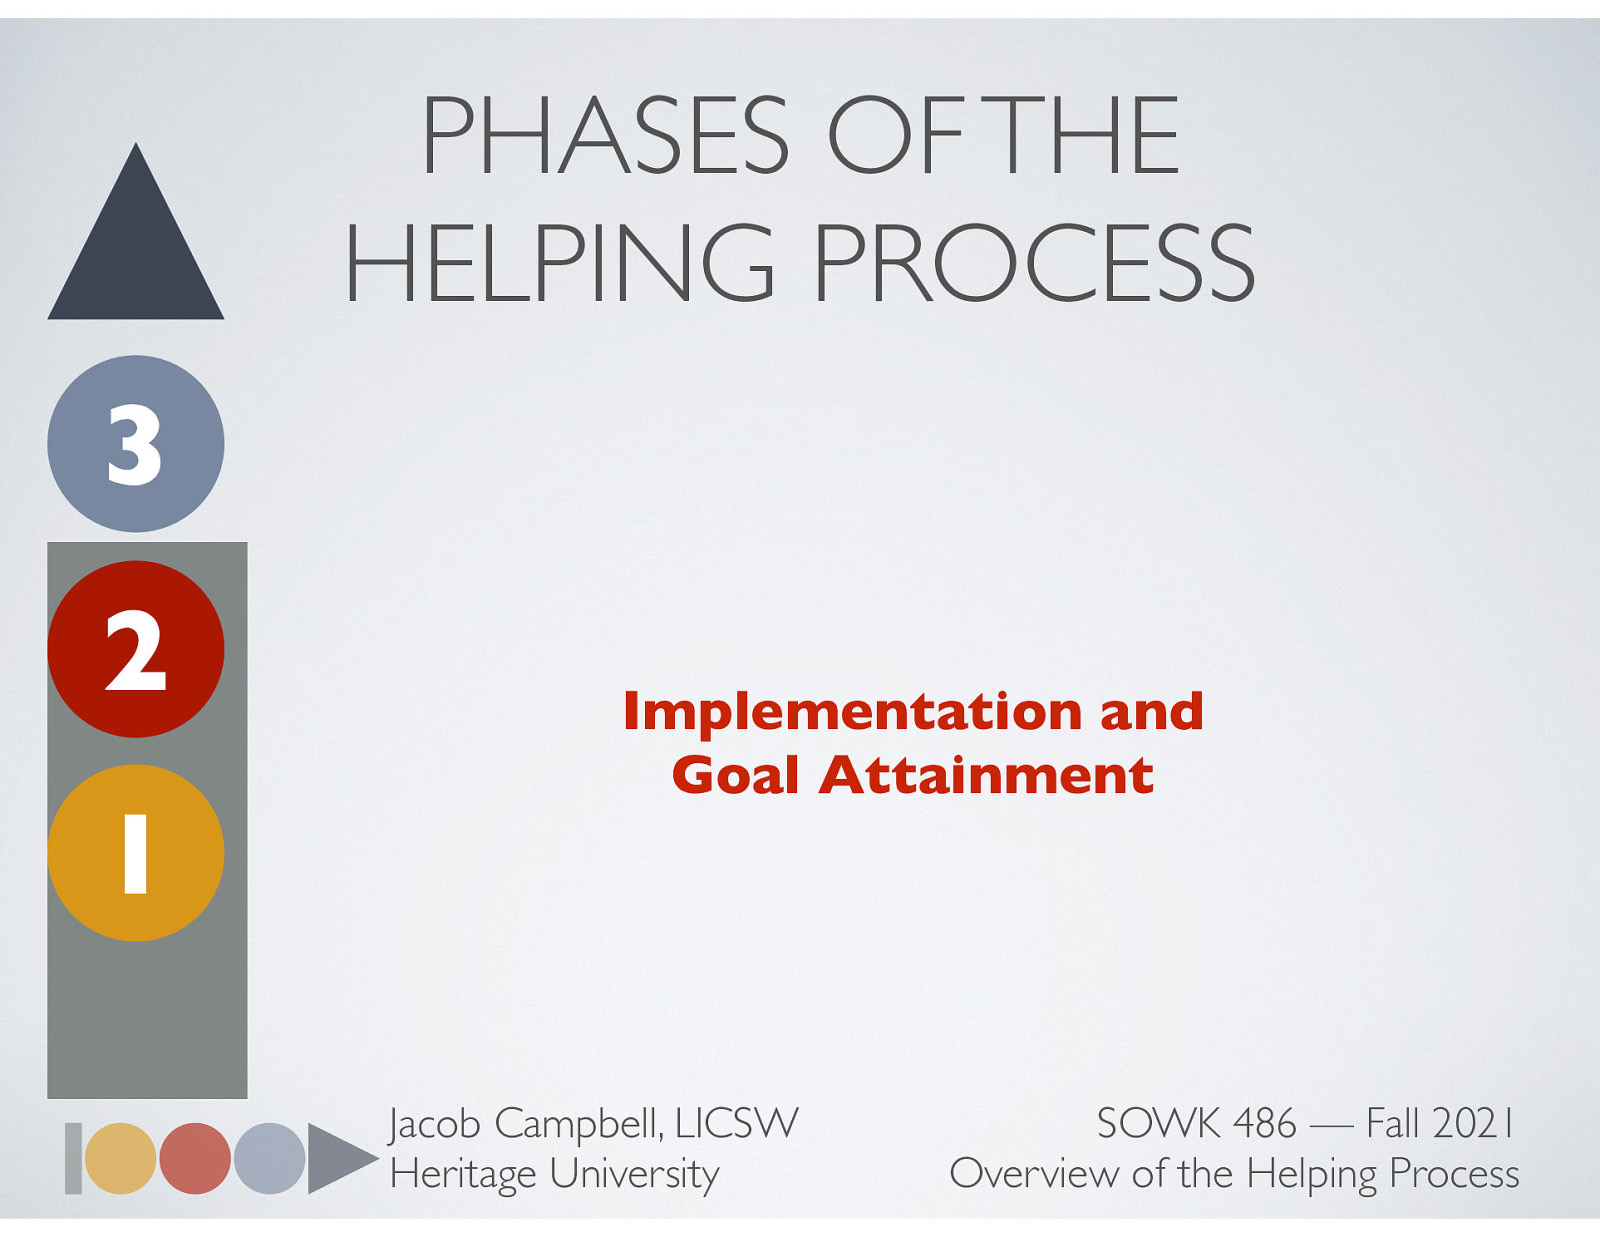 PHASES OF THE
HELPING PROCESS
3
2
1
Implementation and
Goal Attainment
Jacob Campbell, LICSW
Heritage University
SOWK 486 — Fall 2021
Overview of the Helping Process